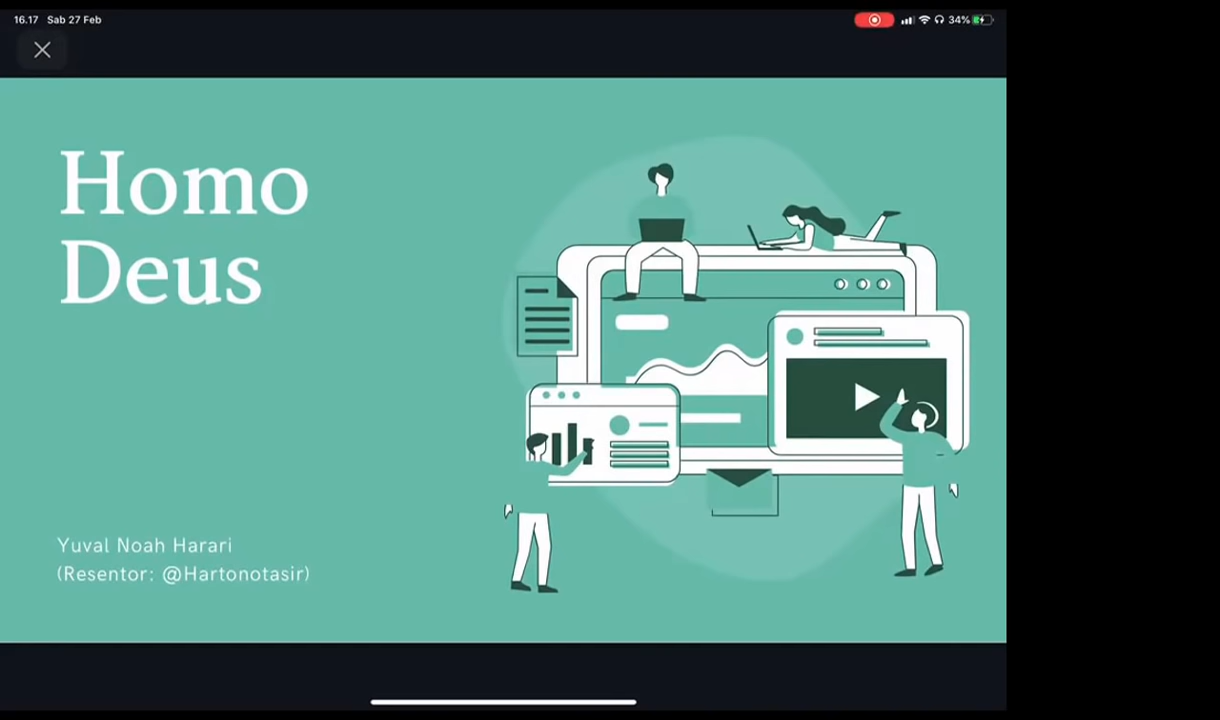 16.17 Sab 27 Feb
34%
Homo
Deus
Yuval Noah Harari
(Resentor: @Hartonotasir)